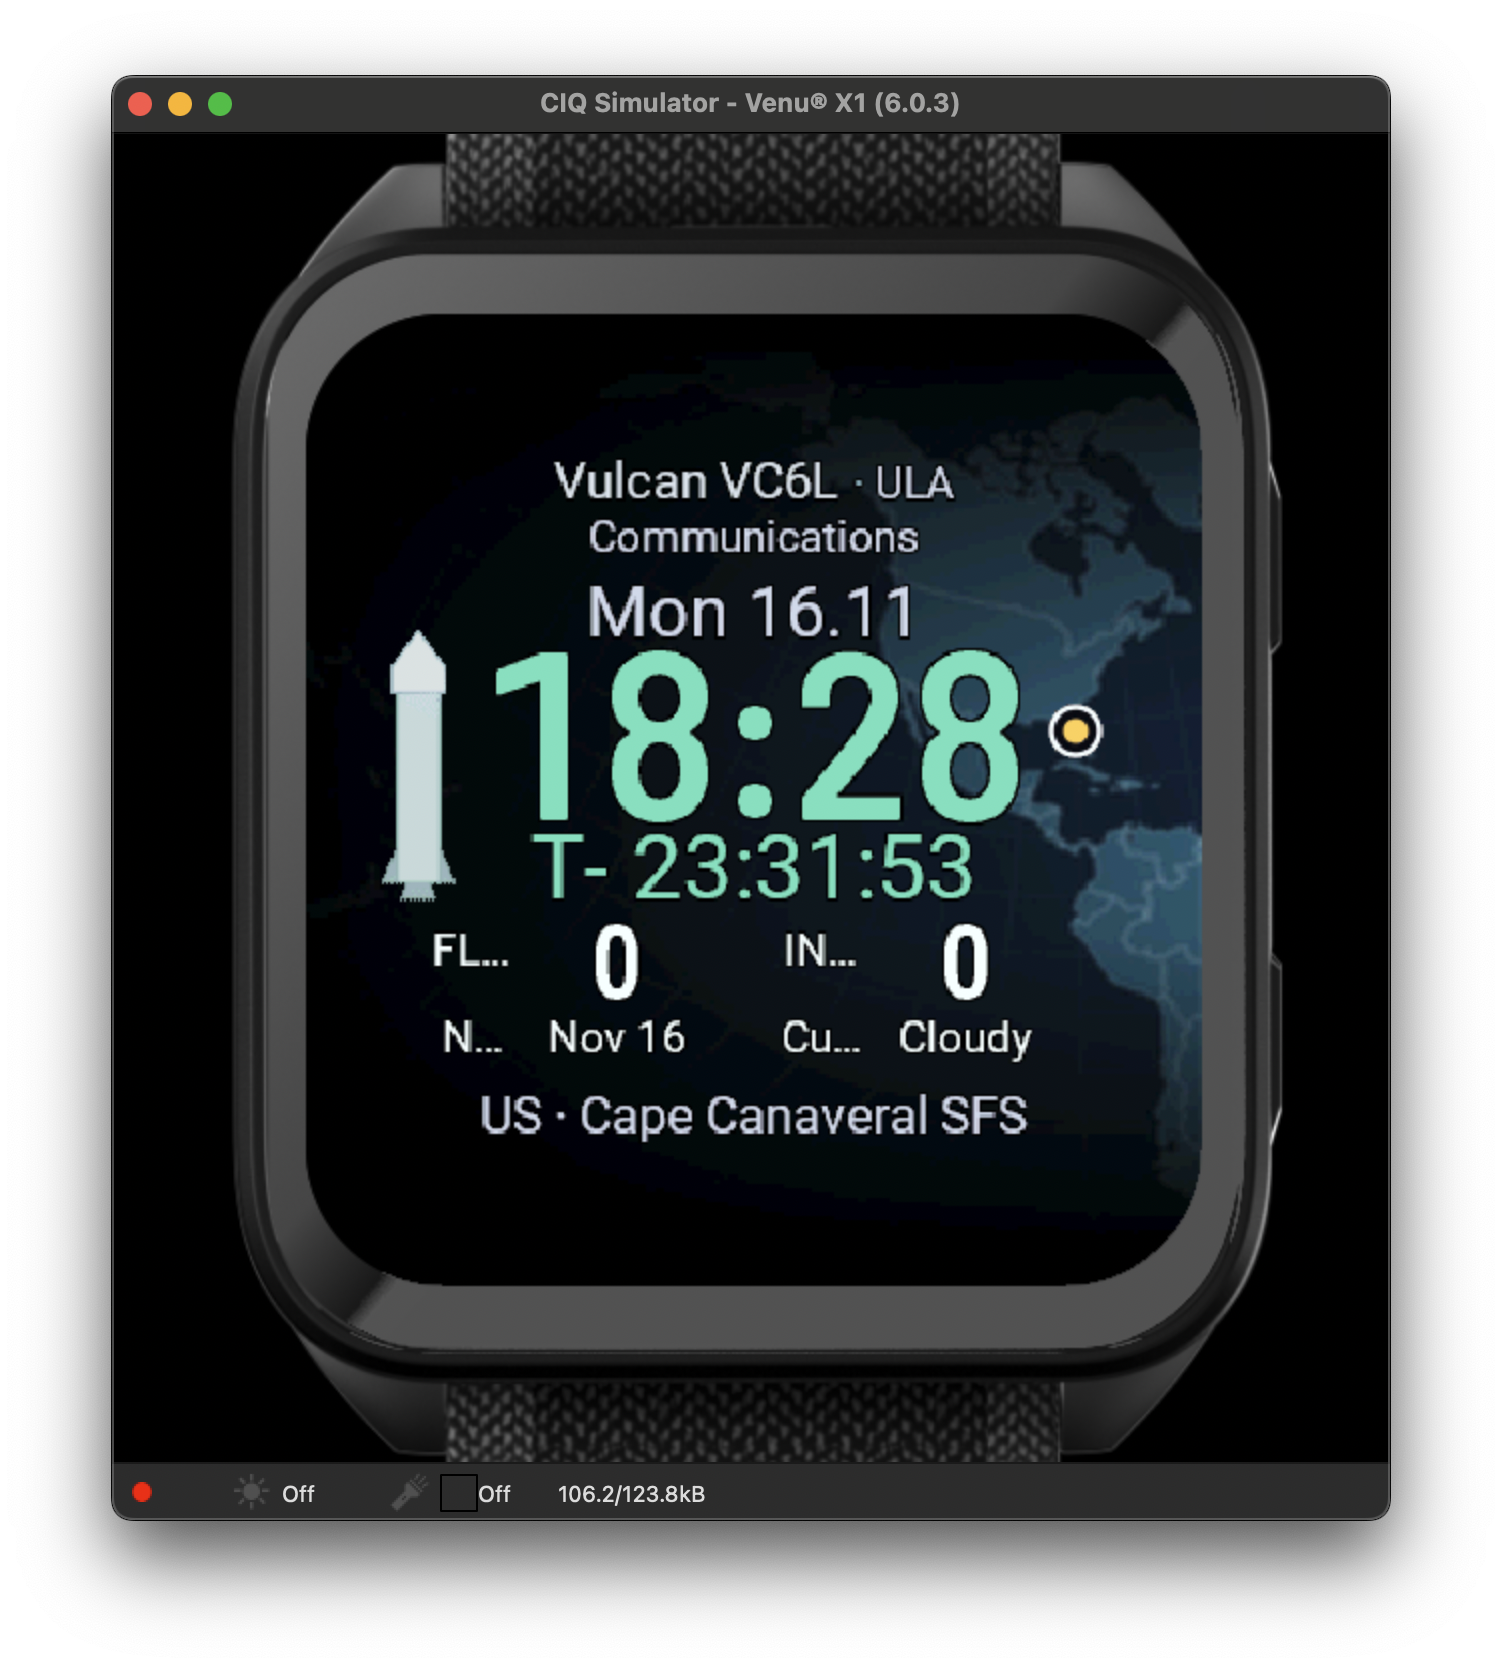 CIQ Simulator - Venu® X1 (6.0.3)
Vulcan VC6L · ULA
Communications
Mon 16.11
18:28
T- 23:31:53
FL... 0 IN... 0
N... Nov 16 Cu... Cloudy
US · Cape Canaveral SFS
Off Off 106.2/123.8kB